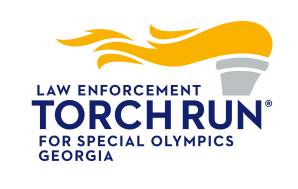 LAW ENFORCEMENT
TORCH RUN®
FOR SPECIAL OLYMPICS
GEORGIA